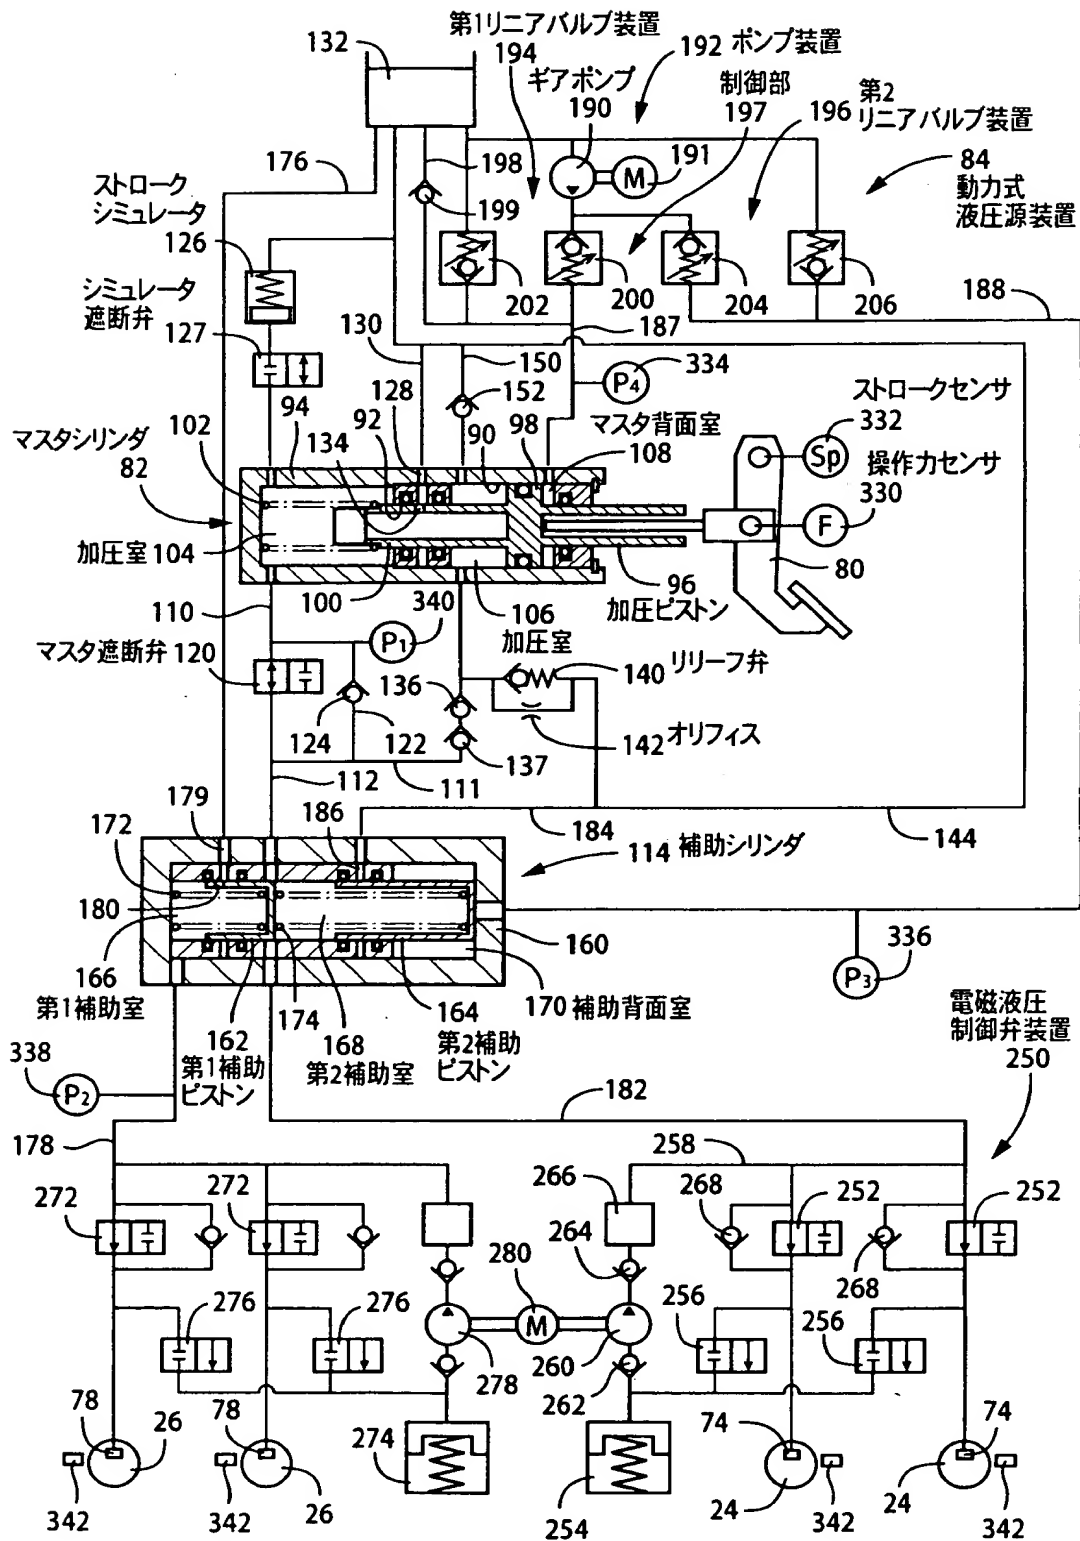 132
第1リニアバルブ装置
194
192 ポンプ装置
ギアポンプ
190
制御部
197
196 第2
リニアバルブ装置
176
198
191
M
84
動力式
液圧源装置
ストローク
シミュレータ
126
199
202
200
204
206
188
シミュレータ
遮断弁
127
130
150
187
P4
334
152
ストロークセンサ
332
Sp
102
94
134
92
128
90
98
マスタ背面室
108
マスタシリンダ
82
操作力センサ
330
F
加圧室 104
80
110
100
340
106
加圧室
96
加圧ピストン
P1
マスタ遮断弁 120
136
140 リリーフ弁
124
122
137
142 オリフィス
112
111
179
172
186
184
144
114 補助シリンダ
180
160
336
P3
166
第1補助室
174
164
170 補助背面室
162
第1補助
ピストン
168
第2補助室
第2補助
ピストン
電磁液圧
制御弁装置
250
338
P2
182
178
258
266
272
272
268
252
252
264
280
268
276
276
M
256
256
278
260
262
78
26
78
274
74
74
26
24
24
254
342
342
342
342